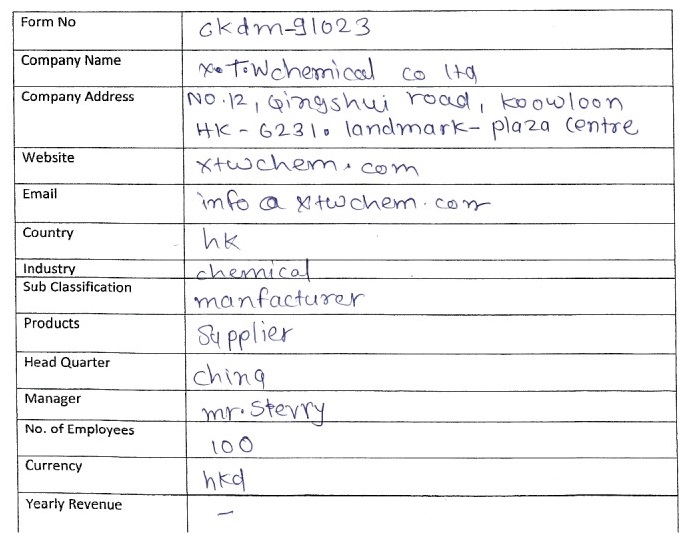 Form No Ckdm-91023
Company Name X.T.Wchemical co ltd
Company Address NO.12, Qingshui road, koowloon
HK - 6231. landmark- plaza centre
Website xtwchem.com
Email info @ xtwchem.com
Country hk
Industry chemical
Sub Classification manfacturer
Products Supplier
Head Quarter china
Manager mr.Sterry
No. of Employees 100
Currency hkd
Yearly Revenue -